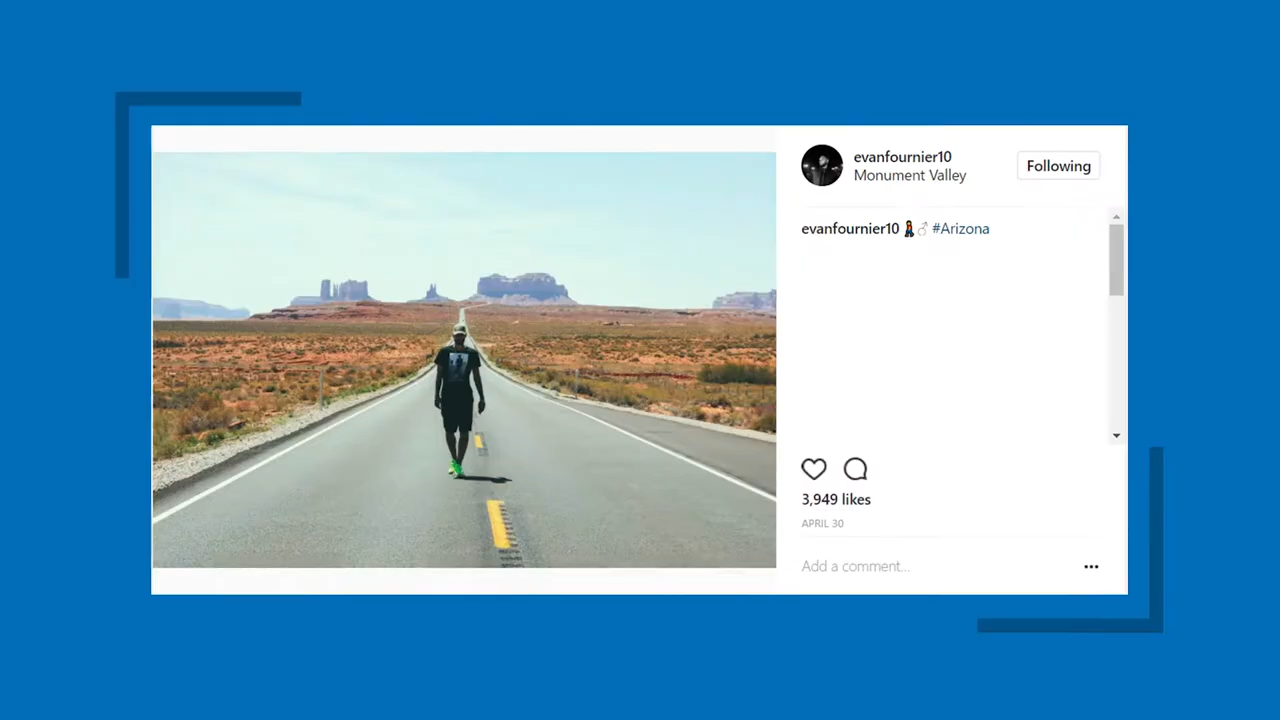 evanfournier10
Monument Valley
Following
evanfournier10 #Arizona
3,949 likes
APRIL 30
Add a comment...